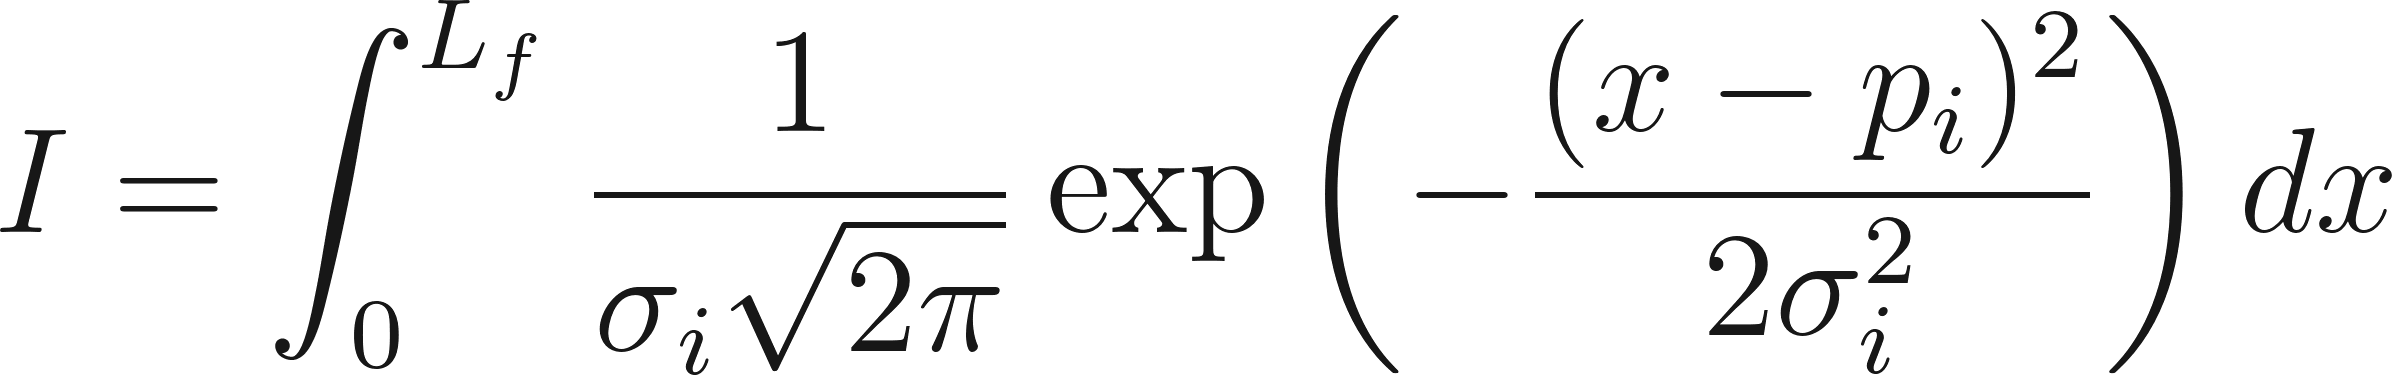 I = \int_0^{L_f} \frac{1}{\sigma_i \sqrt{2\pi}} \exp\left(-\frac{(x - p_i)^2}{2\sigma_i^2}\right) dx